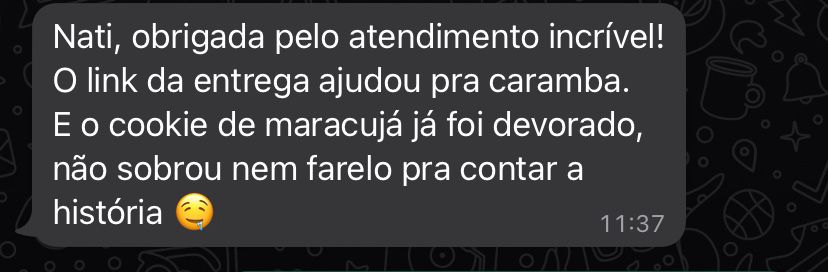 Nati, obrigada pelo atendimento incrível!
O link da entrega ajudou pra caramba.
E o cookie de maracujá já foi devorado,
não sobrou nem farelo pra contar a
história 🤤
11:37